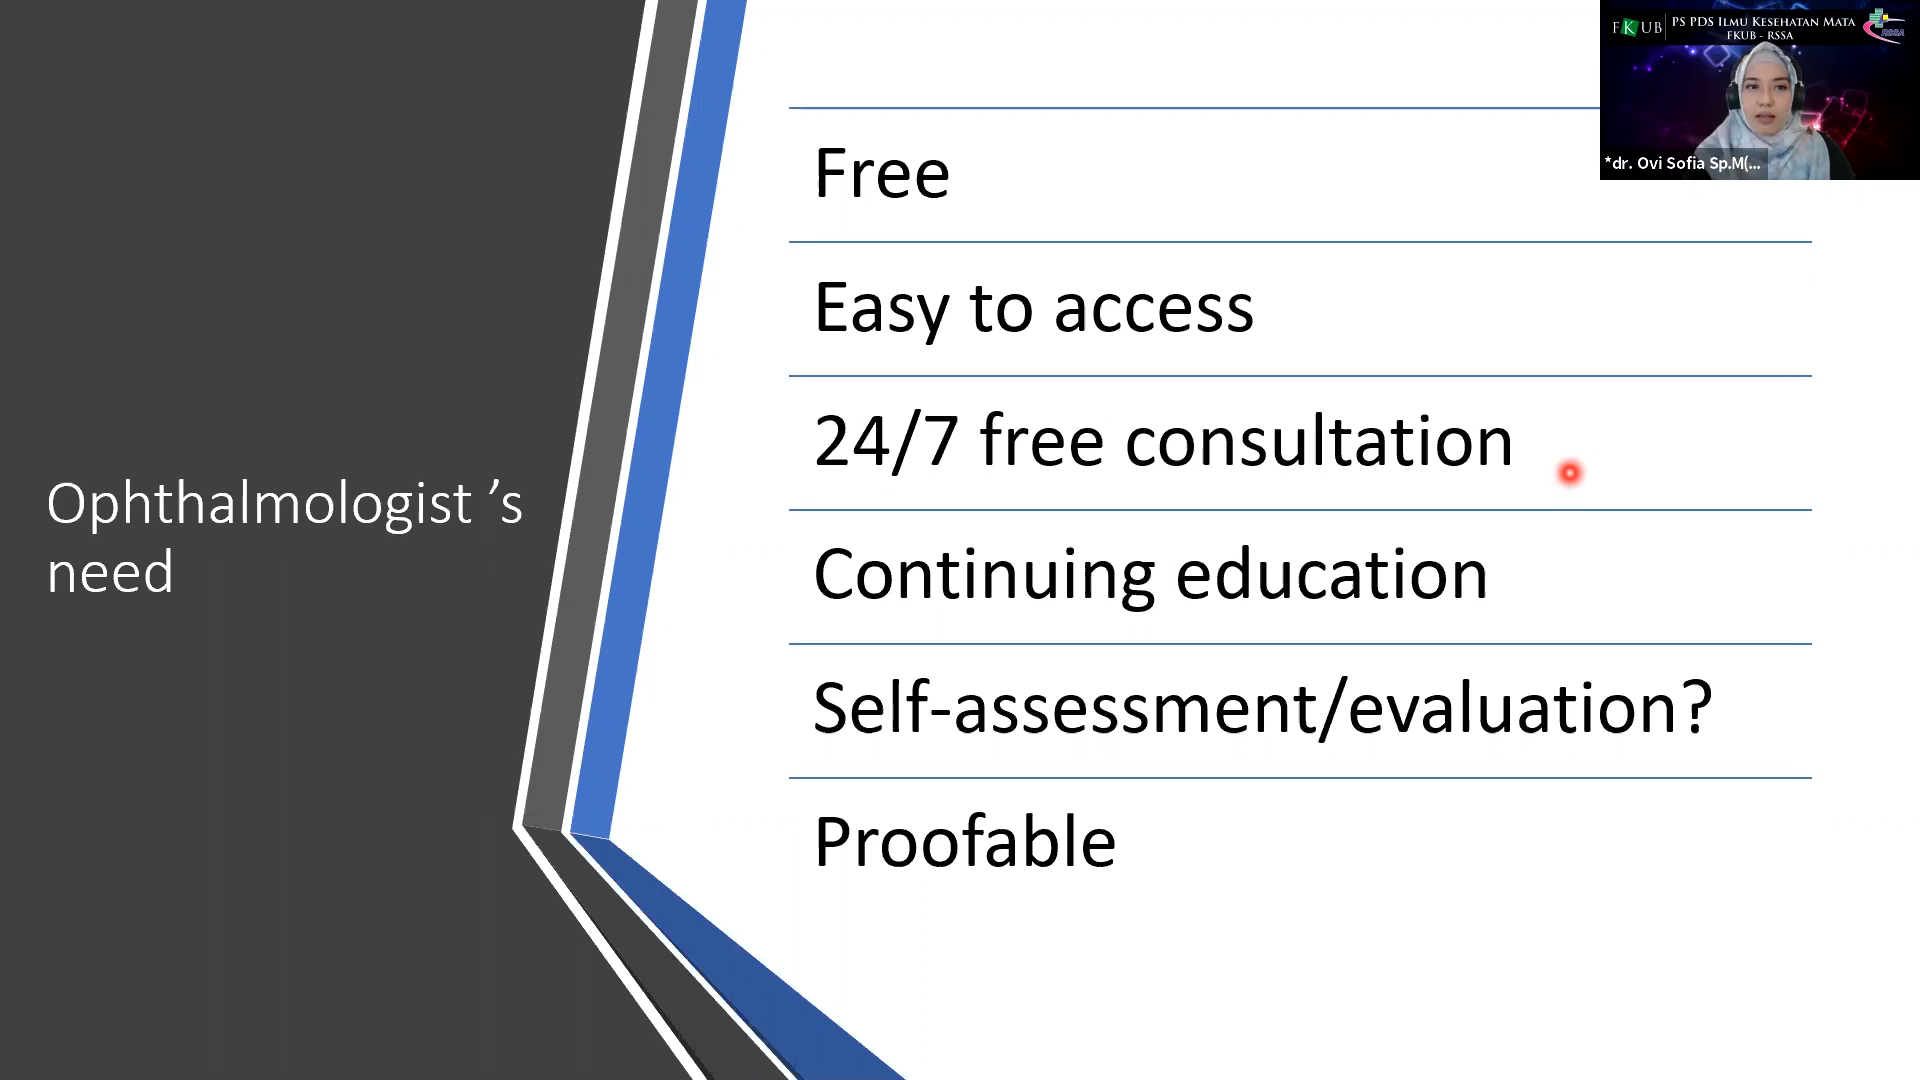 Ophthalmologist ’s
need
Free
Easy to access
24/7 free consultation
Continuing education
Self-assessment/evaluation?
Proofable
FKUB
PS PDS ILMU KESEHATAN MATA
FKUB - RSSA
RSSA
*dr. Ovi Sofia Sp.M(...